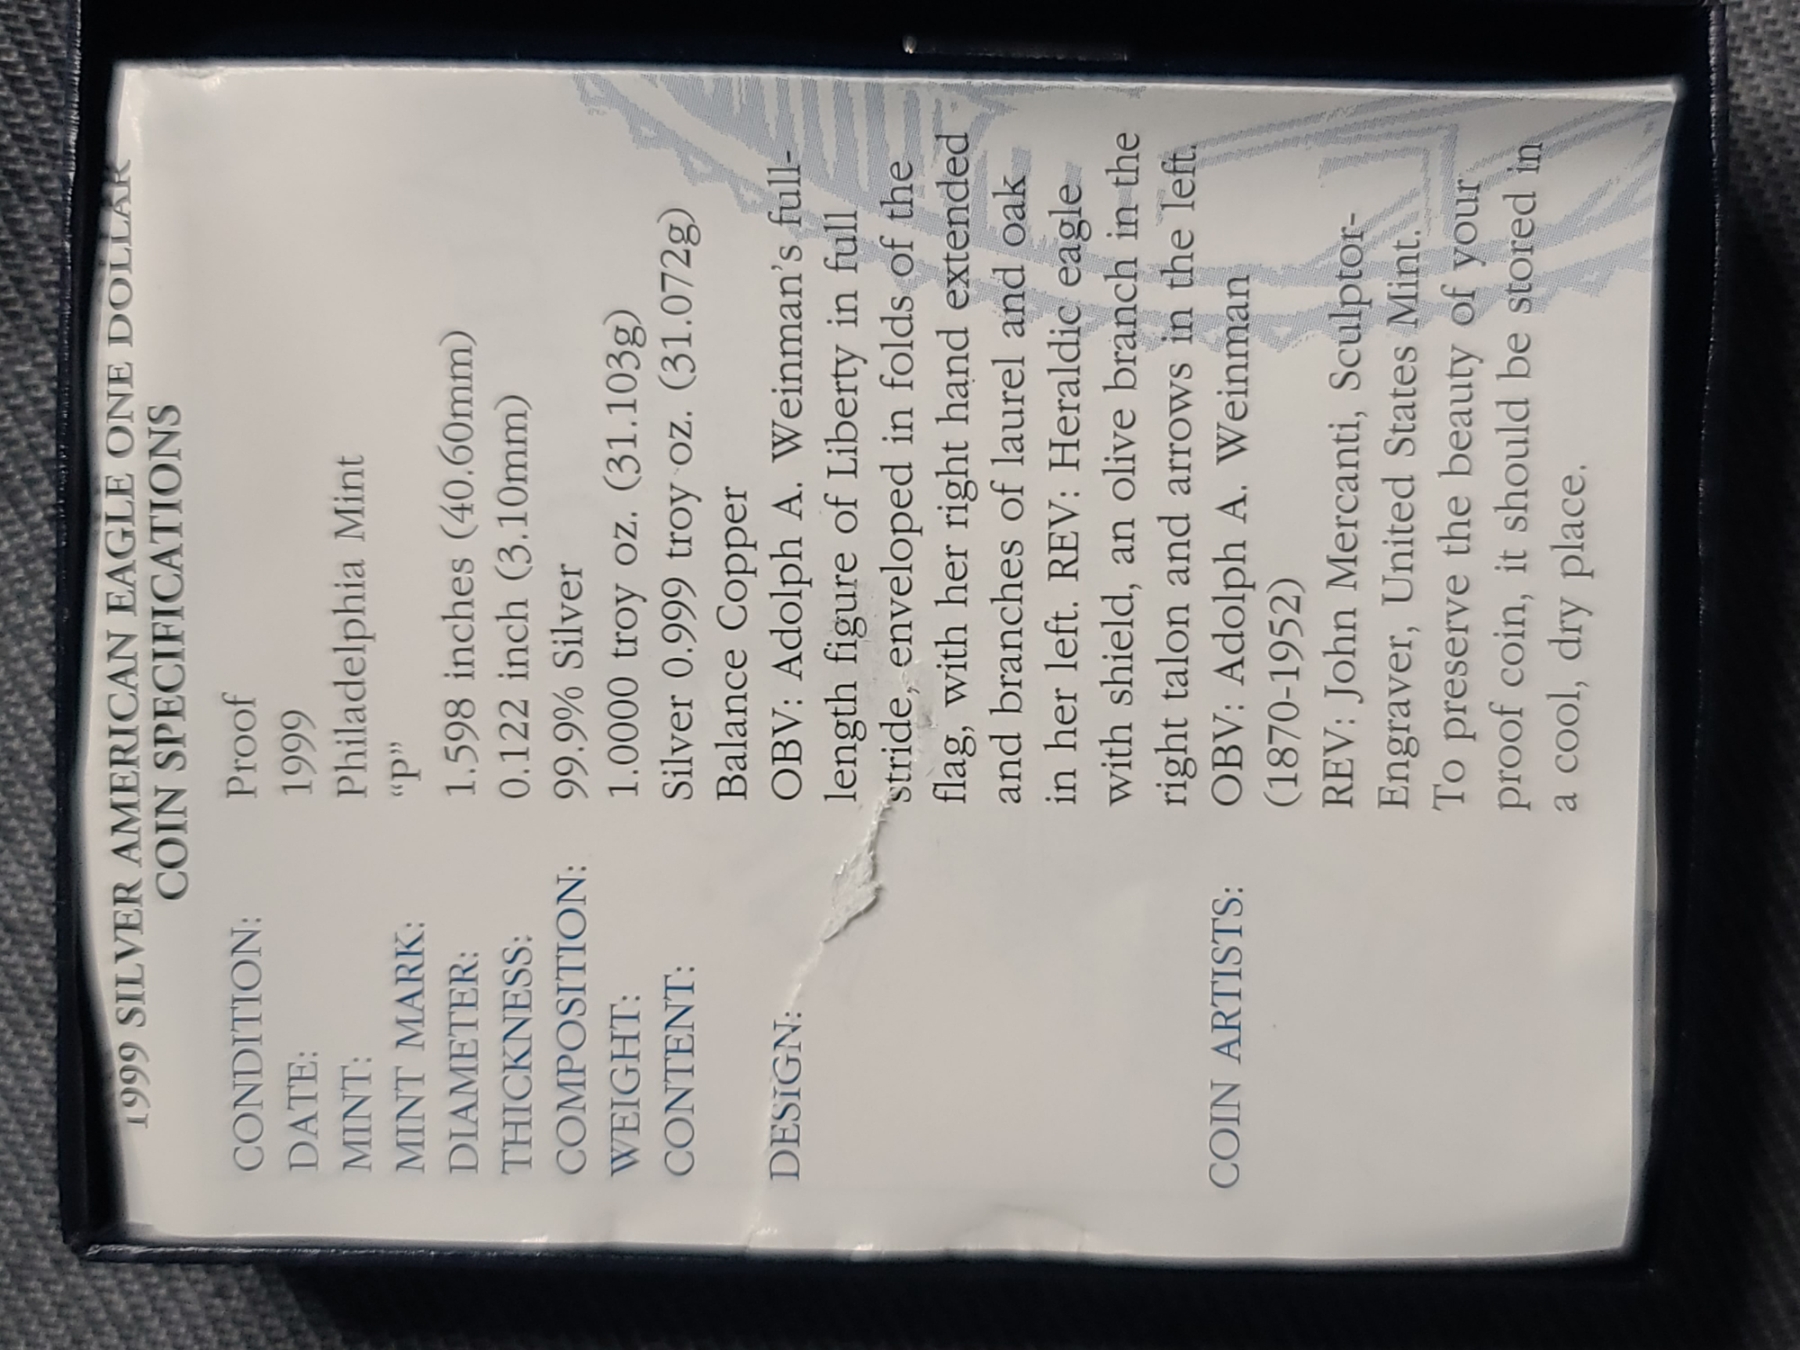 1999 SILVER AMERICAN EAGLE ONE DOLLAR
COIN SPECIFICATIONS
CONDITION: Proof
DATE: 1999
MINT: Philadelphia Mint
MINT MARK: “P”
DIAMETER: 1.598 inches (40.60mm)
THICKNESS: 0.122 inch (3.10mm)
COMPOSITION: 99.9% Silver
WEIGHT: 1.0000 troy oz. (31.103g)
CONTENT: Silver 0.999 troy oz. (31.072g)
Balance Copper
DESIGN: OBV: Adolph A. Weinman's full-
length figure of Liberty in full
stride, enveloped in folds of the
flag, with her right hand extended
and branches of laurel and oak
in her left. REV: Heraldic eagle
with shield, an olive branch in the
right talon and arrows in the left.
COIN ARTISTS: OBV: Adolph A. Weinman
(1870-1952)
REV: John Mercanti, Sculptor-
Engraver, United States Mint.
To preserve the beauty of your
proof coin, it should be stored in
a cool, dry place.